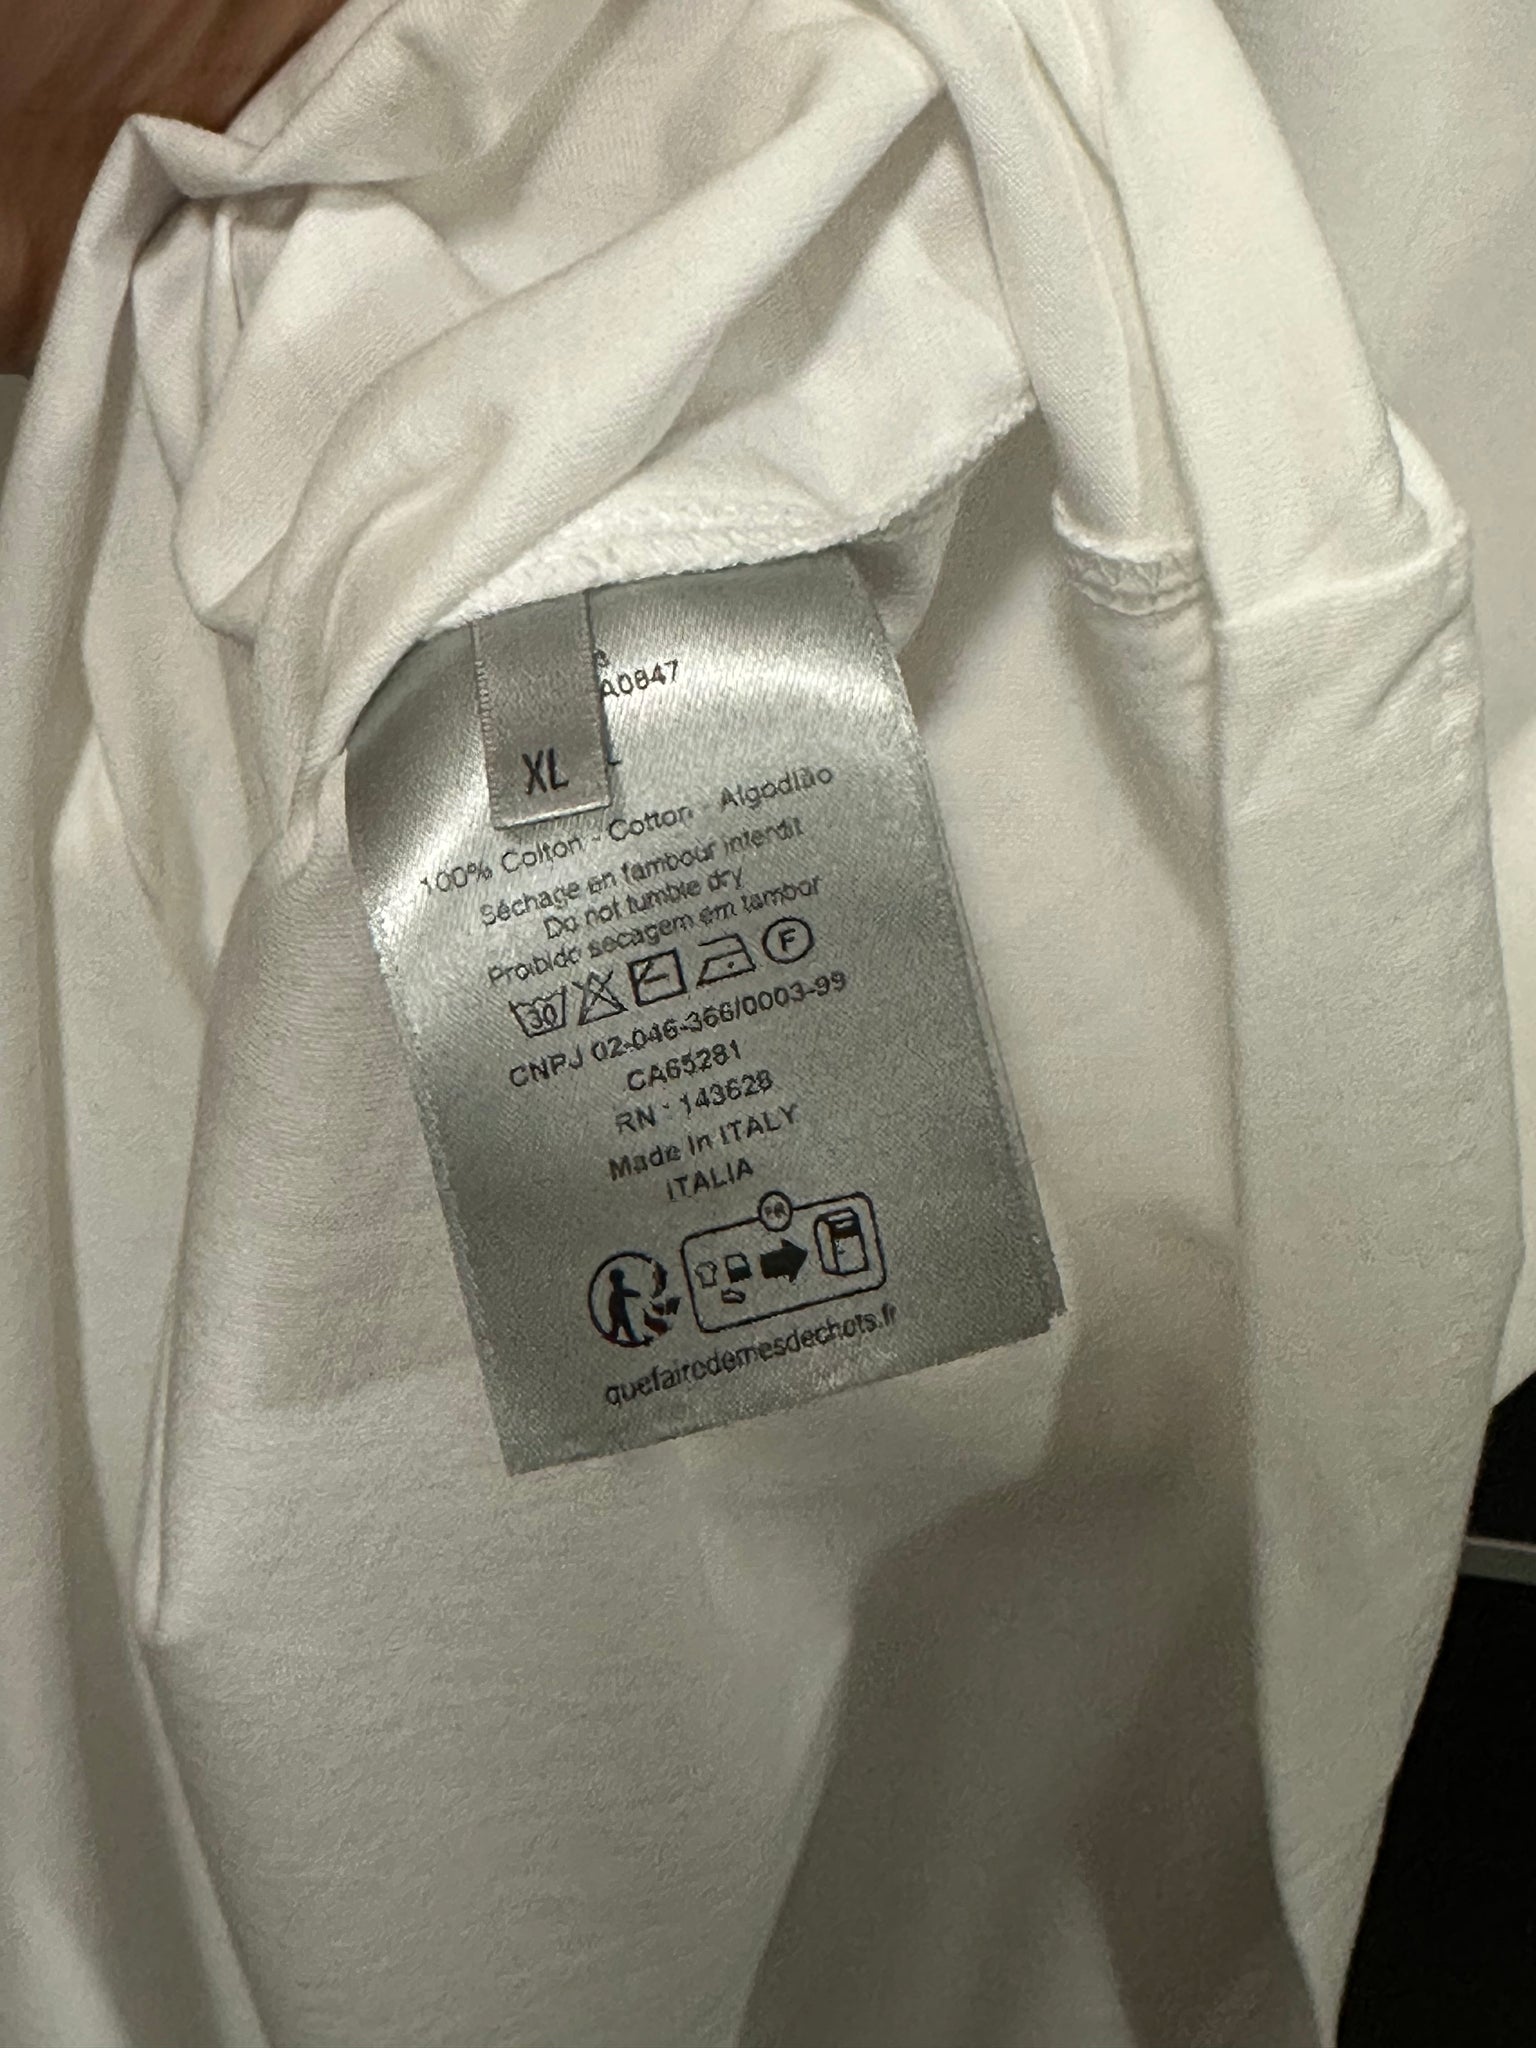 A0847
XL
100% Cotton - Cotton - Algodião
Séchage en tambour interdit
Do not tumble dry
Proibido secagem em tambor
30 F
CNPJ 02-046-366/0003-99
CA65281
RN : 143628
Made in ITALY
ITALIA
FR
quefairedemesdechets.fr